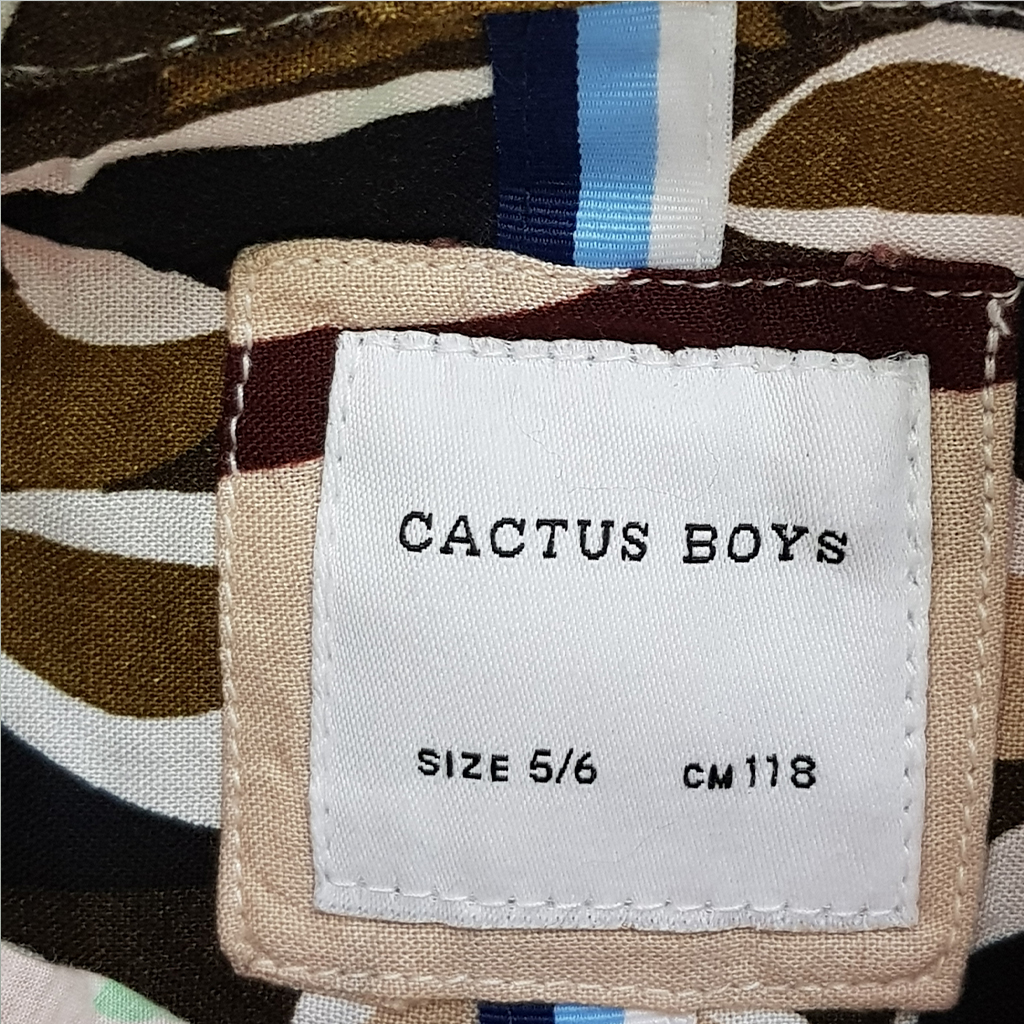 CACTUS BOYS
SIZE 5/6 CM 118